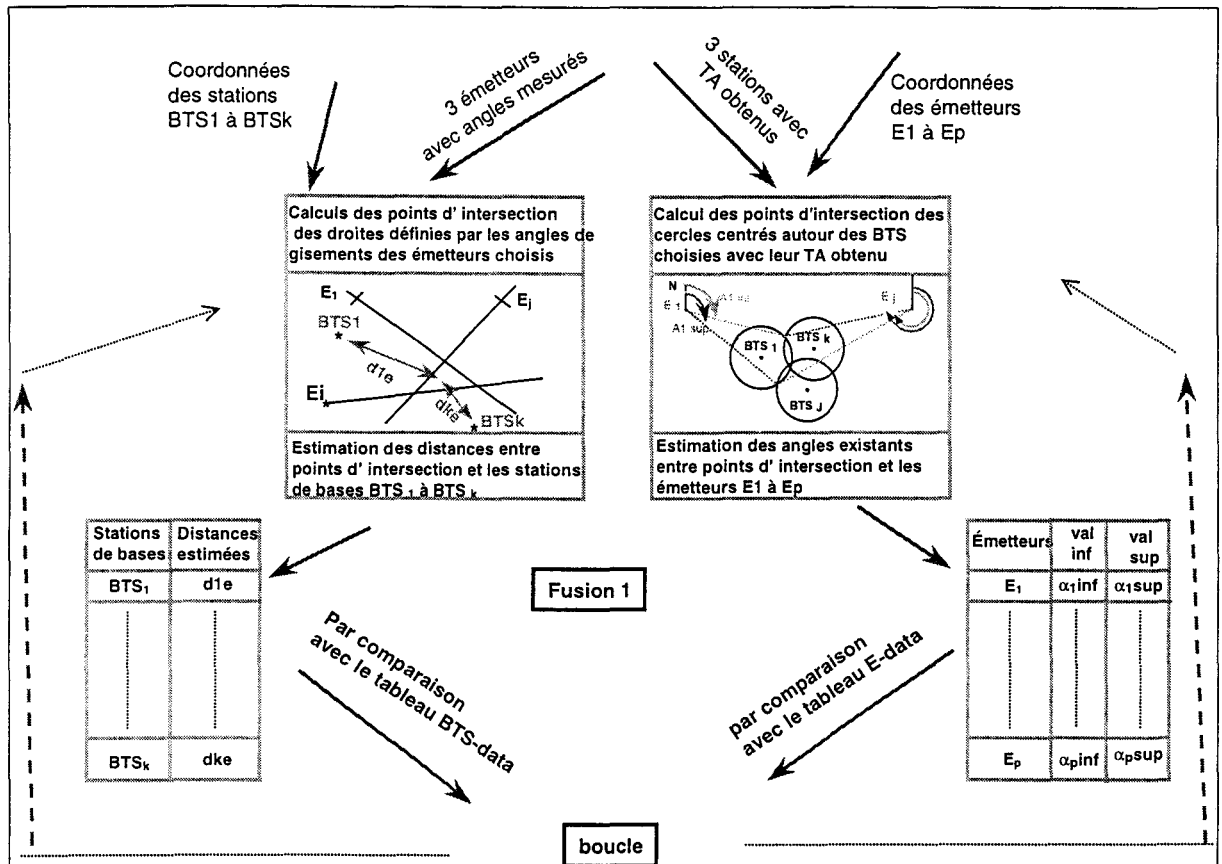 Coordonnées
des stations
BTS1 à BTSk
3 émetteurs
avec angles mesurés
3 stations avec
TA obtenus
Coordonnées
des émetteurs
E1 à Ep
Calculs des points d' intersection
des droites définies par les angles de
gisements des émetteurs choisis
E1
Ej
BTS1
d1e
Ei
dke
BTSk
Estimation des distances entre
points d' intersection et les stations
de bases BTS 1 à BTS k
Calcul des points d'intersection des
cercles centrés autour des BTS
choisies avec leur TA obtenu
N
E 1
A1 sup
E j
BTS 1
BTS k
BTS J
Estimation des angles existants
entre points d' intersection et les
émetteurs E1 à Ep
Stations de bases
Distances estimées
BTS1
d1e
BTSk
dke
Fusion 1
Émetteurs
val inf
val sup
E1
α1inf
α1sup
Ep
αpinf
αpsup
Par comparaison
avec le tableau BTS-data
par comparaison
avec le tableau E-data
boucle